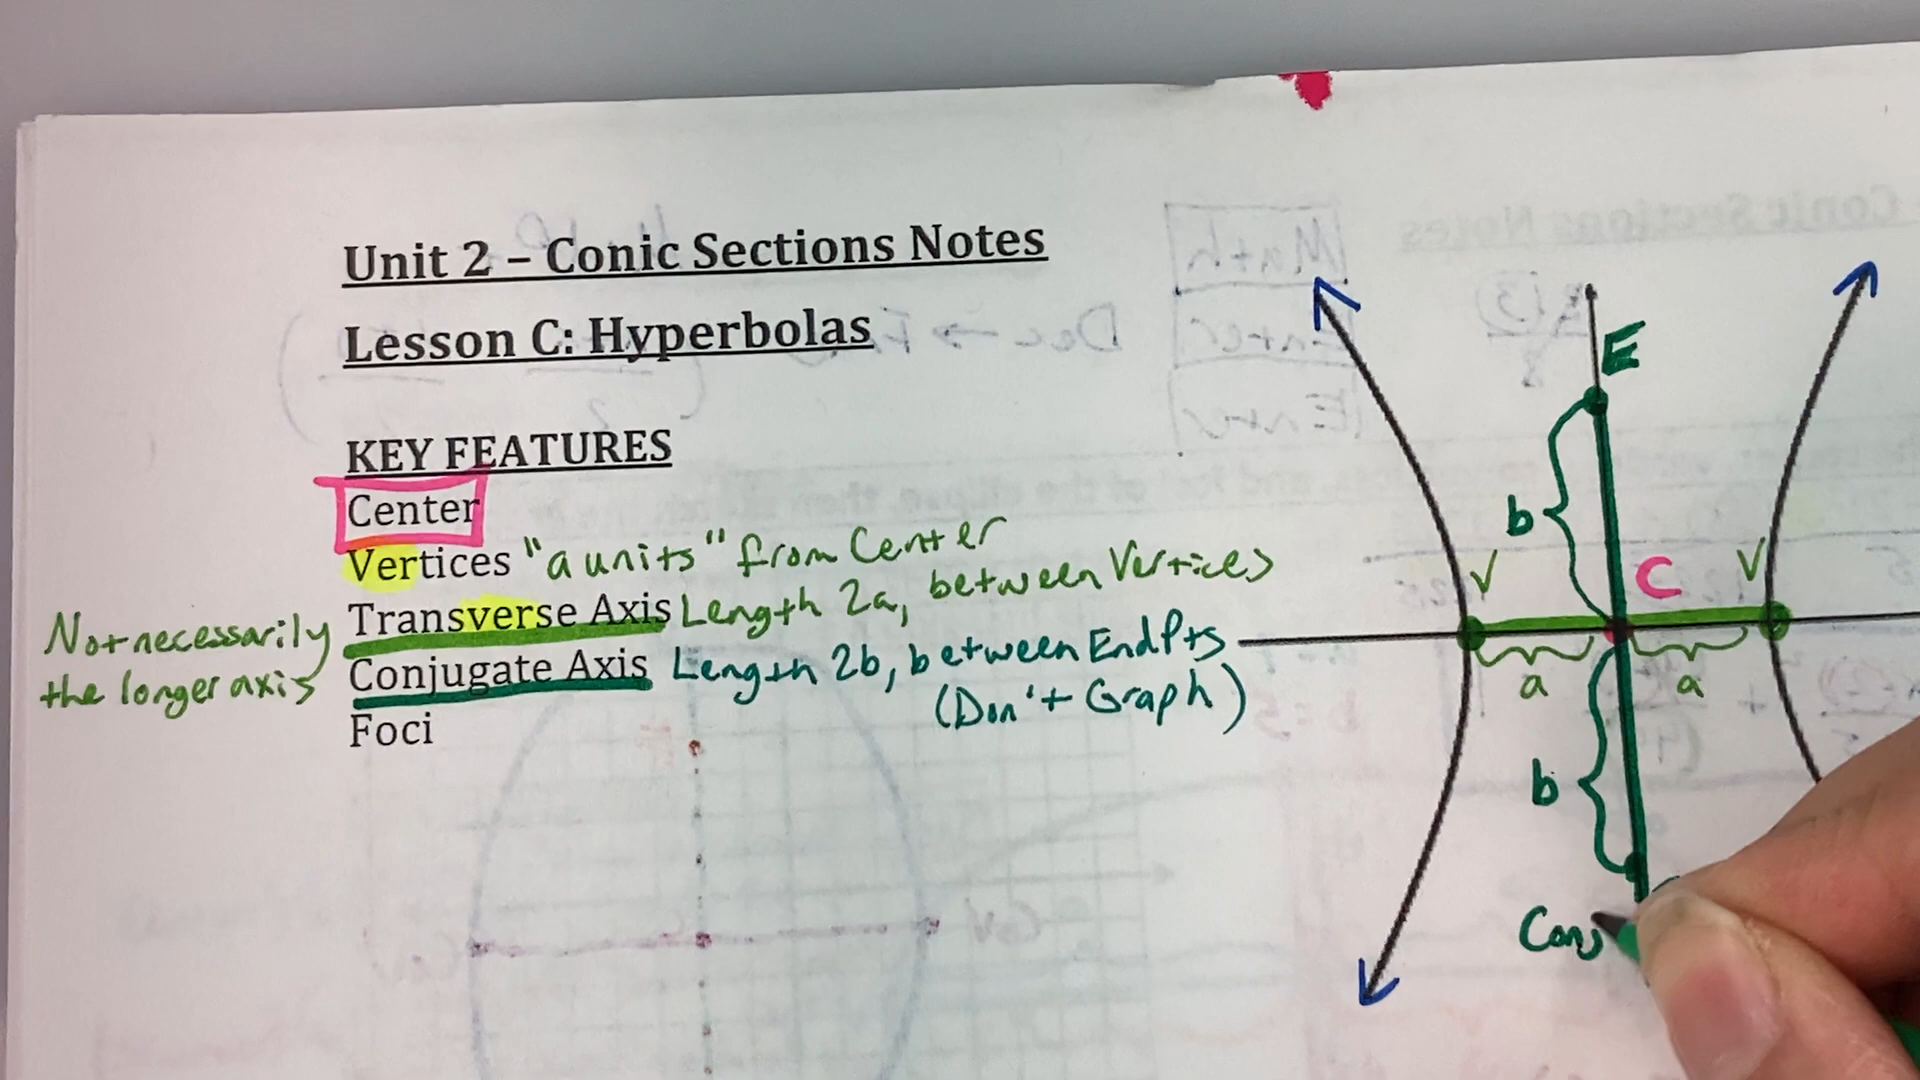 Unit 2 – Conic Sections Notes
Lesson C: Hyperbolas
KEY FEATURES
Center
Vertices "a units" from Center
Transverse Axis Length 2a, between Vertices
Not necessarily
the longer axis
Conjugate Axis Length 2b, between EndPts
(Don't Graph)
Foci
E
b
V
C
V
a
a
b
Conj